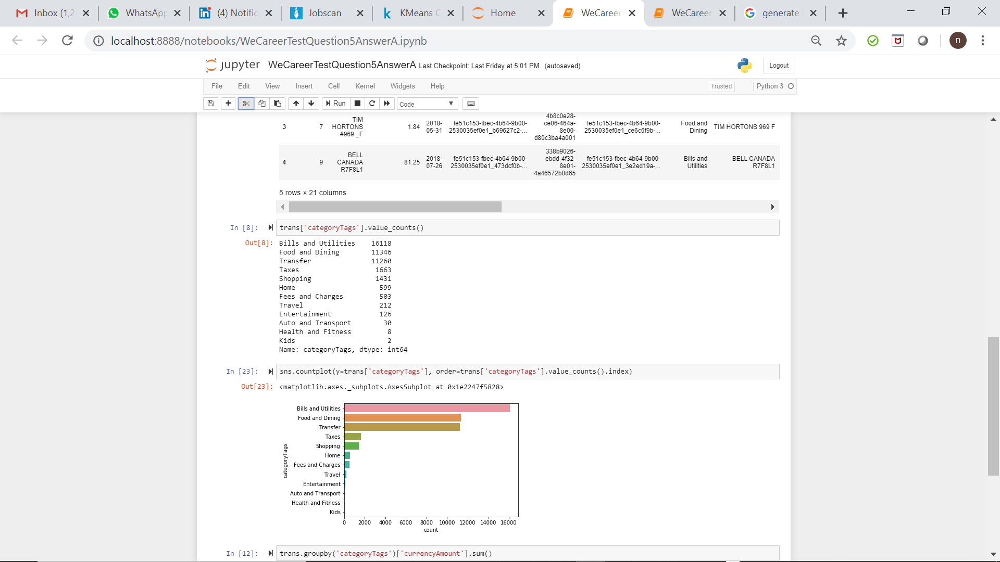 Inbox (1,2
WhatsApp
(4) Notific
Jobscan
KMeans C
Home
WeCareer
WeCareer
generate
localhost:8888/notebooks/WeCareerTestQuestion5AnswerA.ipynb
n
jupyter WeCareerTestQuestion5AnswerA Last Checkpoint: Last Friday at 5:01 PM (autosaved)
Logout
File Edit View Insert Cell Kernel Widgets Help
Trusted
Python 3
Run
Code
3 7 TIM HORTONS #969 _F 1.84 2018-05-31 fe51c153-fbec-4b64-9b00-2530035ef0e1_b69627c2-... 4b8c0e28-ce06-464a-8e00-d80c3ba4a001 fe51c153-fbec-4b64-9b00-2530035ef0e1_ce6c6f9b-... Food and Dining TIM HORTONS 969 F
4 9 BELL CANADA R7F8L1 81.25 2018-07-26 fe51c153-fbec-4b64-9b00-2530035ef0e1_473dcf0b-... 338b9026-ebdd-4f32-8e01-4a46572b0d65 fe51c153-fbec-4b64-9b00-2530035ef0e1_3e2ed19a-... Bills and Utilities BELL CANADA R7F8L1
5 rows × 21 columns
In [8]: trans['categoryTags'].value_counts()
Out[8]: Bills and Utilities 16118
Food and Dining 11346
Transfer 11260
Taxes 1663
Shopping 1431
Home 599
Fees and Charges 503
Travel 212
Entertainment 126
Auto and Transport 30
Health and Fitness 8
Kids 2
Name: categoryTags, dtype: int64
In [23]: sns.countplot(y=trans['categoryTags'], order=trans['categoryTags'].value_counts().index)
Out[23]: <matplotlib.axes._subplots.AxesSubplot at 0x1e2247f5828>
categoryTags
Bills and Utilities
Food and Dining
Transfer
Taxes
Shopping
Home
Fees and Charges
Travel
Entertainment
Auto and Transport
Health and Fitness
Kids
0 2000 4000 6000 8000 10000 12000 14000 16000
count
In [12]: trans.groupby('categoryTags')['currencyAmount'].sum()